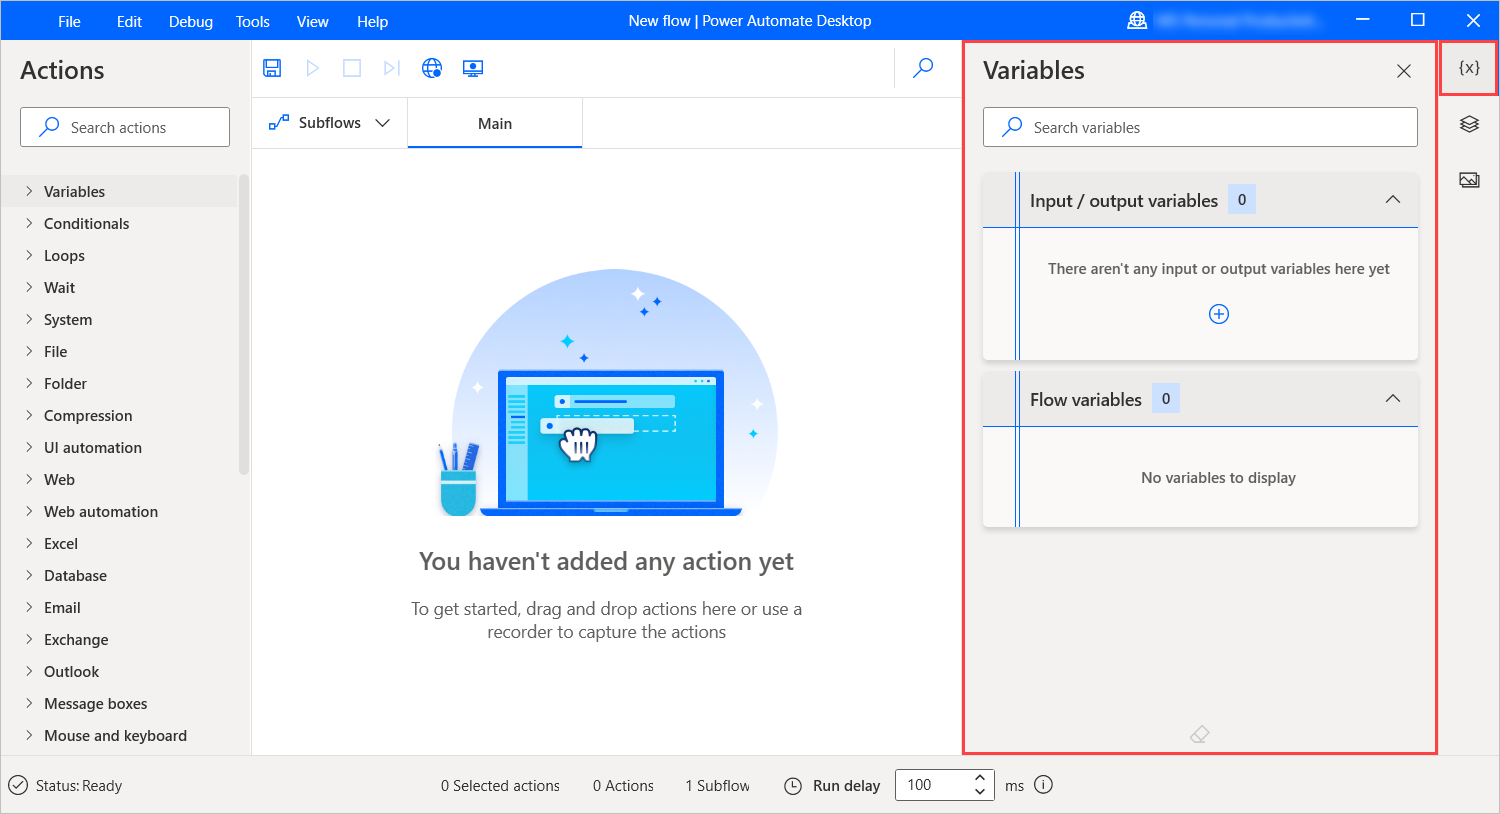 File Edit Debug Tools View Help
New flow | Power Automate Desktop
Actions
Search actions
Variables
Conditionals
Loops
Wait
System
File
Folder
Compression
UI automation
Web
Web automation
Excel
Database
Email
Exchange
Outlook
Message boxes
Mouse and keyboard
Subflows
Main
You haven't added any action yet
To get started, drag and drop actions here or use a
recorder to capture the actions
Variables
{x}
Search variables
Input / output variables 0
There aren't any input or output variables here yet
Flow variables 0
No variables to display
Status: Ready
0 Selected actions
0 Actions
1 Subflow
Run delay
100
ms